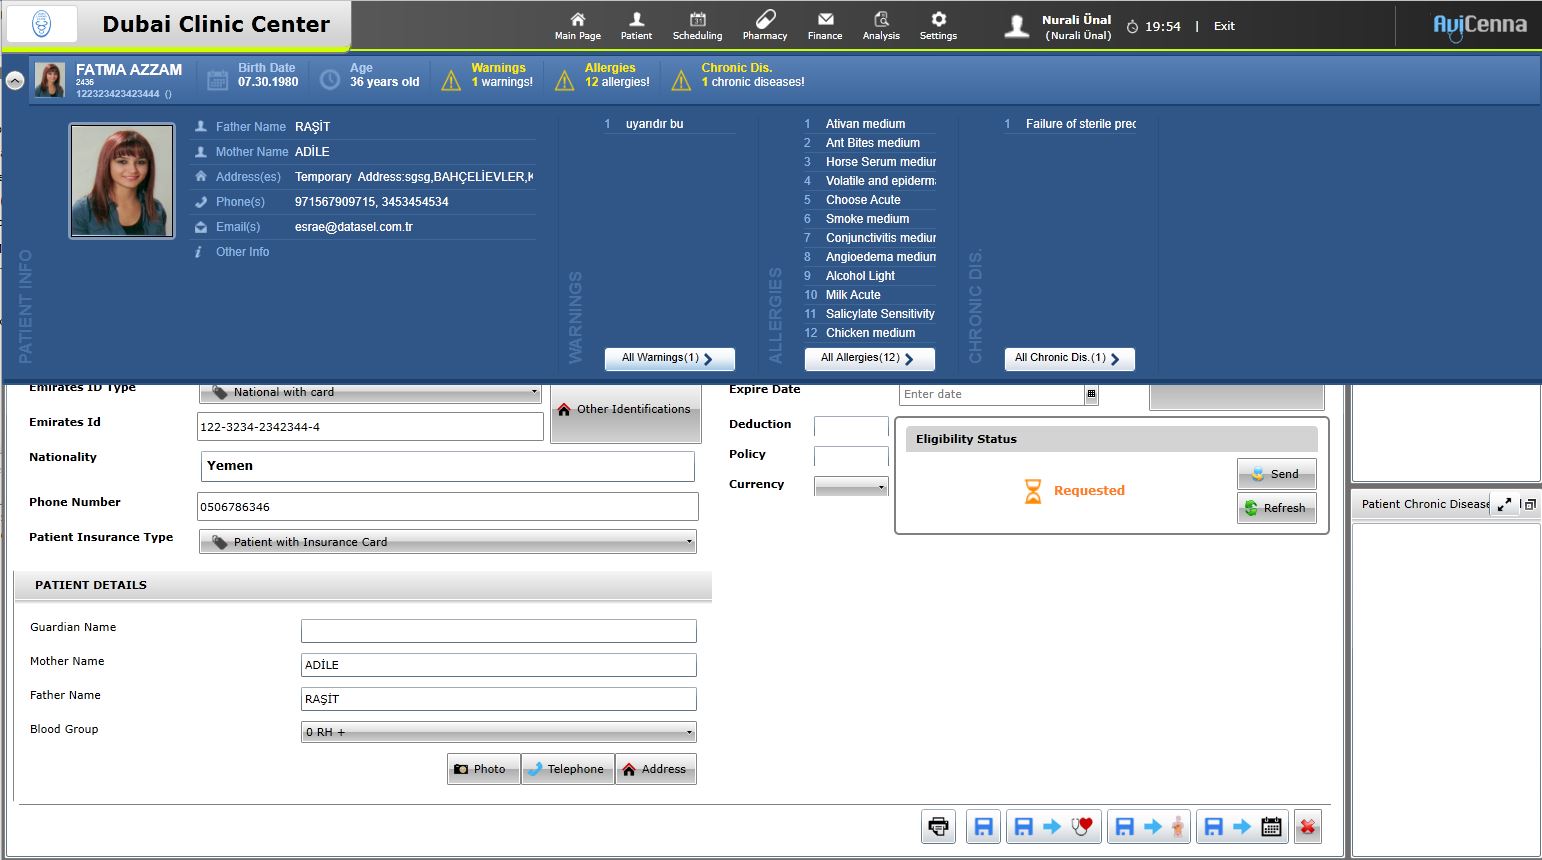 Dubai Clinic Center
Main Page
Patient
Scheduling
Pharmacy
Finance
Analysis
Settings
Nurali Ünal
(Nurali Ünal)
19:54 | Exit
AviCenna
FATMA AZZAM
2436
122323423423444 ()
Birth Date
07.30.1980
Age
36 years old
Warnings
1 warnings!
Allergies
12 allergies!
Chronic Dis.
1 chronic diseases!
PATIENT INFO
Father Name RAŞİT
Mother Name ADİLE
Address(es) Temporary Address:sgsg,BAHÇELİEVLER,K
Phone(s) 971567909715, 3453454534
Email(s) esrae@datasel.com.tr
Other Info
WARNINGS
1 uyarıdır bu
All Warnings(1)
ALLERGIES
1 Ativan medium
2 Ant Bites medium
3 Horse Serum medium
4 Volatile and epiderm
5 Choose Acute
6 Smoke medium
7 Conjunctivitis medium
8 Angioedema medium
9 Alcohol Light
10 Milk Acute
11 Salicylate Sensitivity
12 Chicken medium
All Allergies(12)
CHRONIC DIS.
1 Failure of sterile prec
All Chronic Dis.(1)
Emirates ID Type National with card
Other Identifications
Emirates Id 122-3234-2342344-4
Nationality Yemen
Phone Number 0506786346
Patient Insurance Type Patient with Insurance Card
Expire Date Enter date
Deduction
Policy
Currency
Eligibility Status
Requested
Send
Refresh
Patient Chronic Disease
PATIENT DETAILS
Guardian Name
Mother Name ADİLE
Father Name RAŞİT
Blood Group 0 RH +
Photo
Telephone
Address